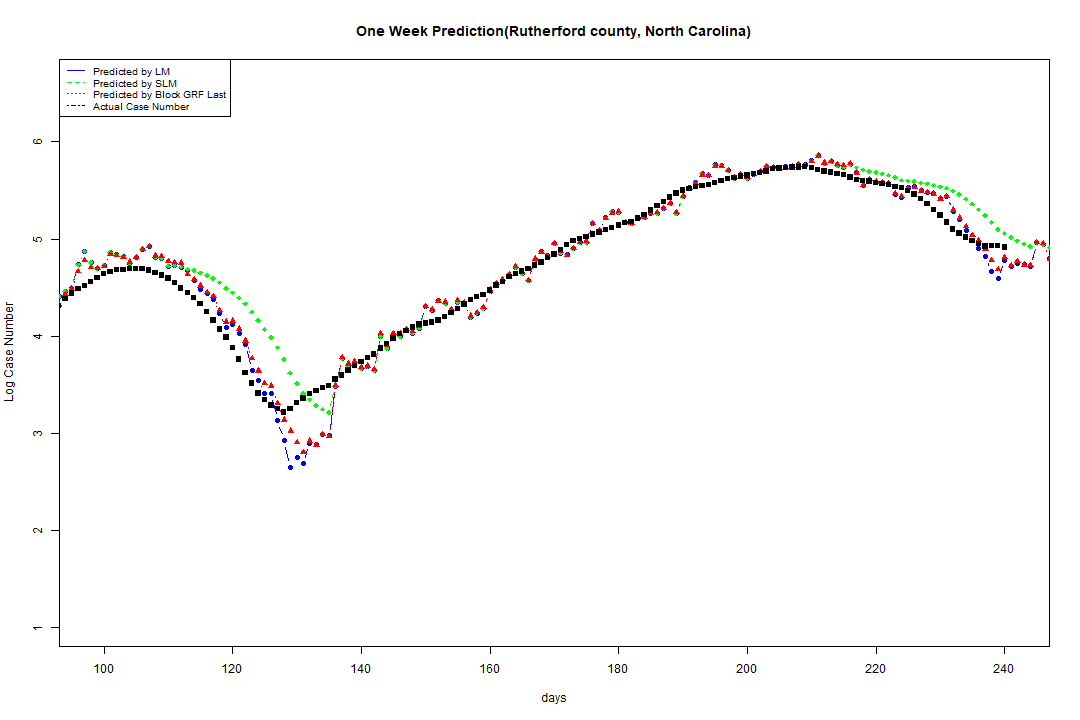 One Week Prediction(Rutherford county, North Carolina)
Predicted by LM
Predicted by SLM
Predicted by Block GRF Last
Actual Case Number
6
5
4
3
2
1
Log Case Number
100 120 140 160 180 200 220 240
days